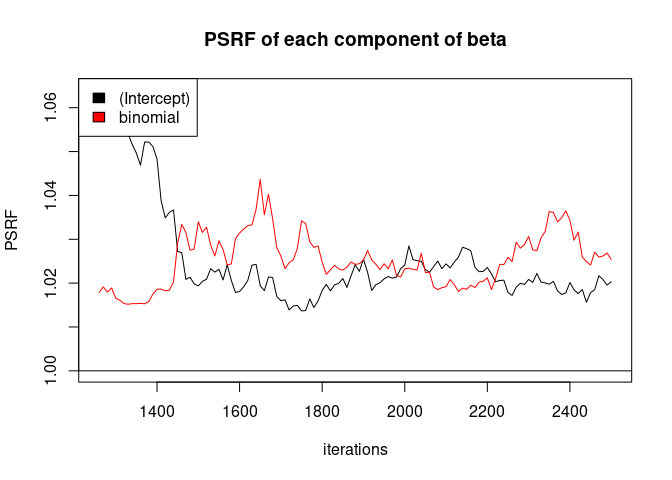 PSRF of each component of beta
(Intercept)
binomial
PSRF
1.06
1.04
1.02
1.00
1400 1600 1800 2000 2200 2400
iterations